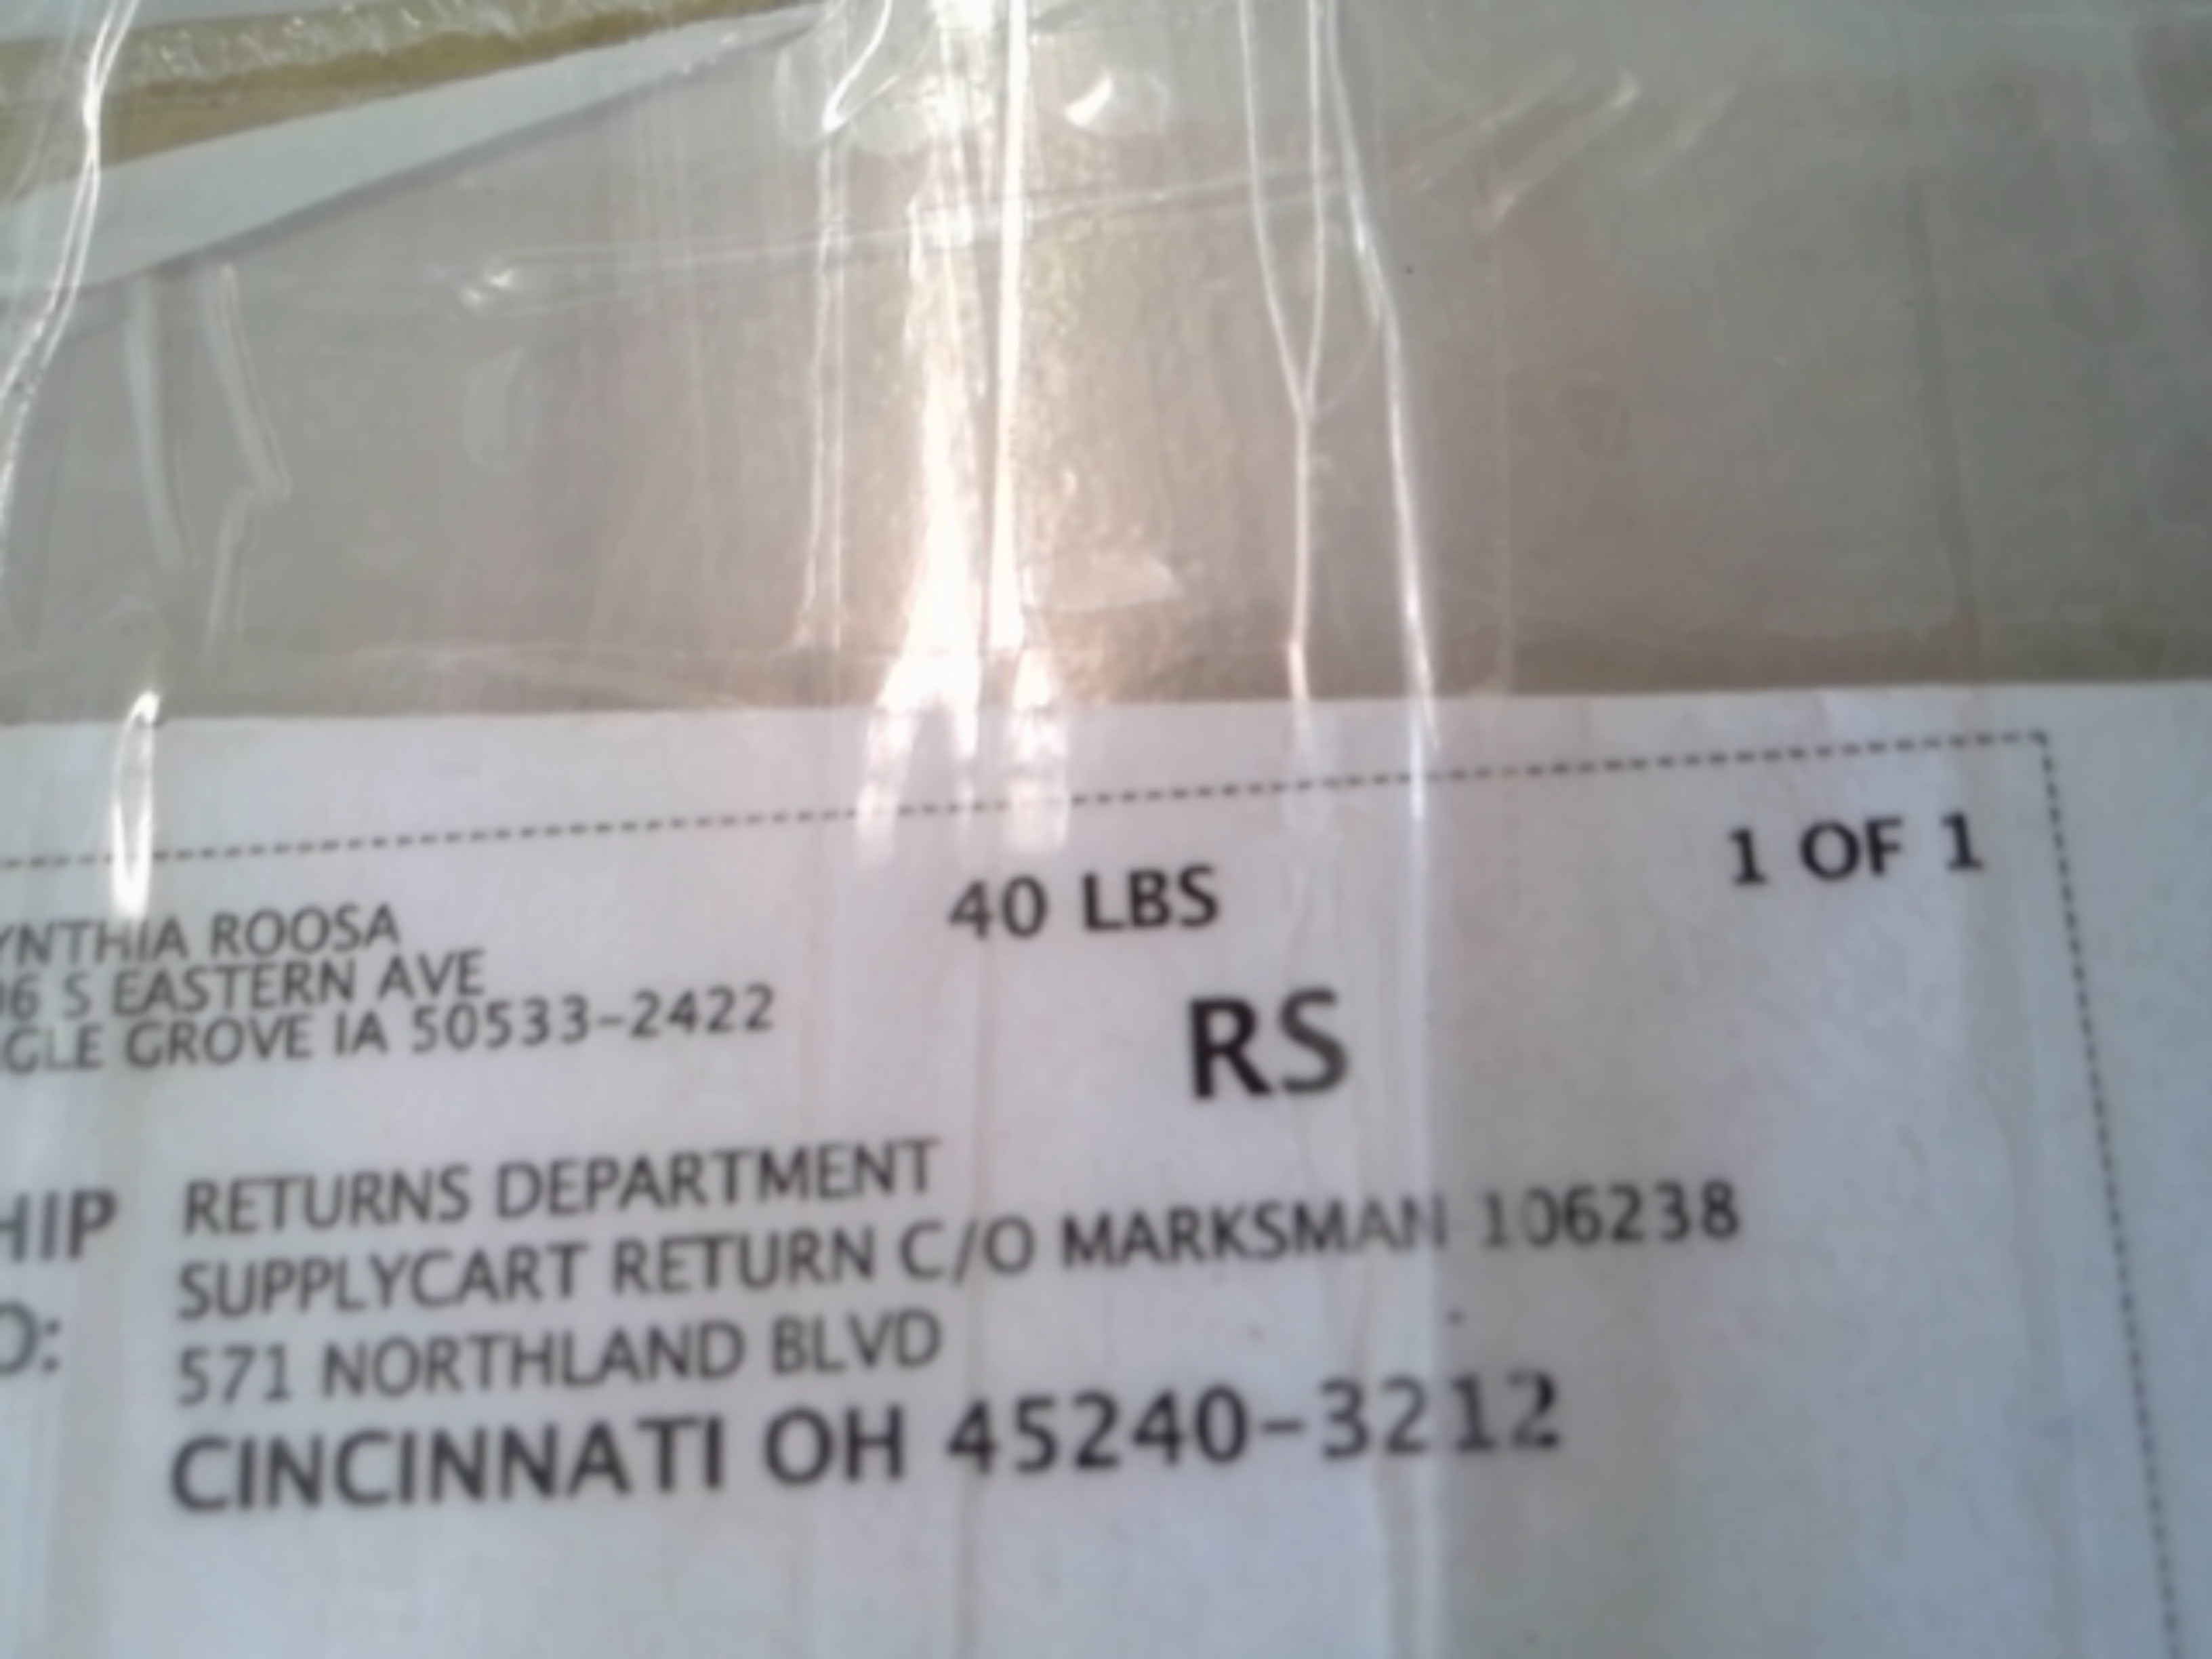 YNTHIA ROOSA
06 S EASTERN AVE
GLE GROVE IA 50533-2422
40 LBS
1 OF 1
RS
HIP
O:
RETURNS DEPARTMENT
SUPPLYCART RETURN C/O MARKSMAN 106238
571 NORTHLAND BLVD
CINCINNATI OH 45240-3212